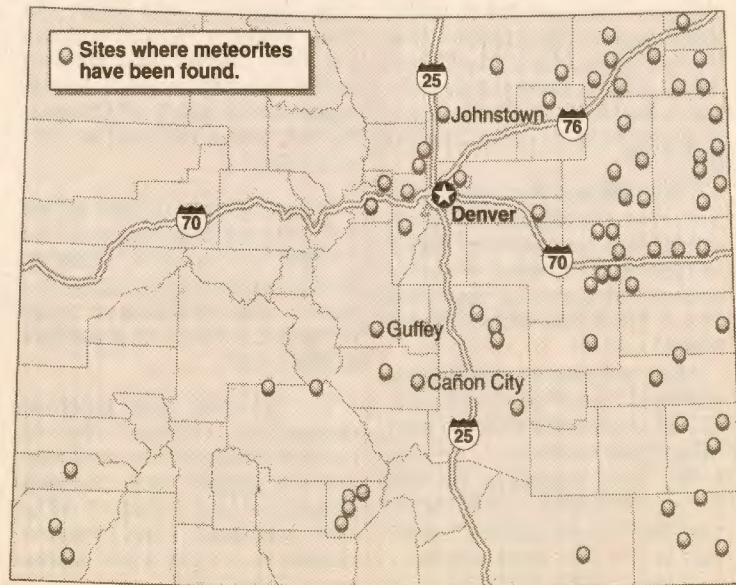 Sites where meteorites
have been found.
25
Johnstown
76
Denver
70
70
Guffey
Cañon City
25